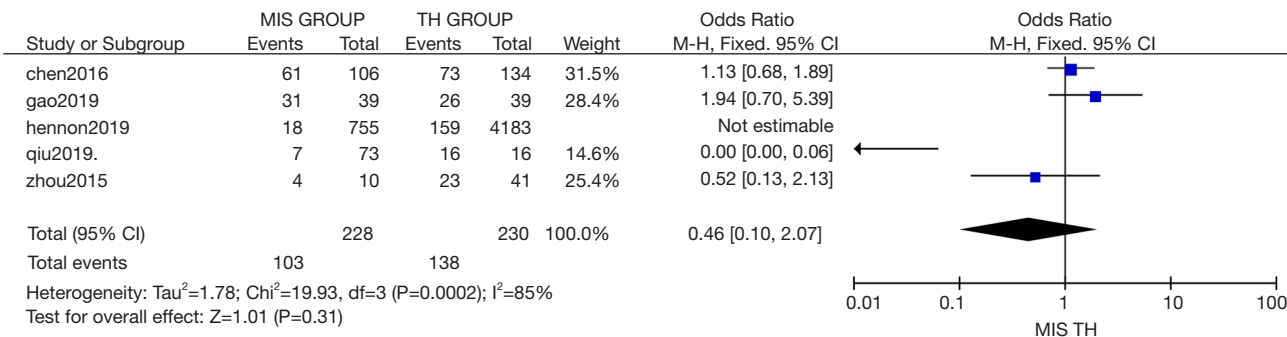 MIS GROUP TH GROUP Odds Ratio Odds Ratio
Study or Subgroup Events Total Events Total Weight M-H, Fixed. 95% CI M-H, Fixed. 95% CI
chen2016 61 106 73 134 31.5% 1.13 [0.68, 1.89]
gao2019 31 39 26 39 28.4% 1.94 [0.70, 5.39]
hennon2019 18 755 159 4183 Not estimable
qiu2019. 7 73 16 16 14.6% 0.00 [0.00, 0.06]
zhou2015 4 10 23 41 25.4% 0.52 [0.13, 2.13]
Total (95% CI) 228 230 100.0% 0.46 [0.10, 2.07]
Total events 103 138
Heterogeneity: Tau²=1.78; Chi²=19.93, df=3 (P=0.0002); I²=85%
Test for overall effect: Z=1.01 (P=0.31)
0.01 0.1 1 10 100
MIS TH